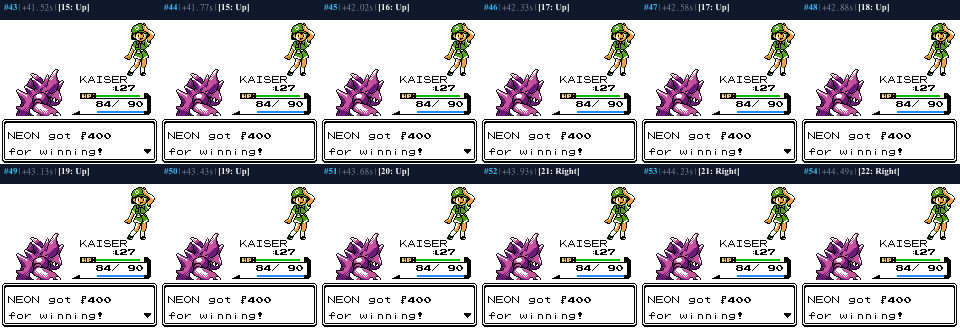 #43 | +41.52s | [15: Up]
#44 | +41.77s | [15: Up]
#45 | +42.02s | [16: Up]
#46 | +42.33s | [17: Up]
#47 | +42.58s | [17: Up]
#48 | +42.88s | [18: Up]
KAISER
:L27
HP:
84/ 90
NEON got ₽400
for winning!
KAISER
:L27
HP:
84/ 90
NEON got ₽400
for winning!
KAISER
:L27
HP:
84/ 90
NEON got ₽400
for winning!
KAISER
:L27
HP:
84/ 90
NEON got ₽400
for winning!
KAISER
:L27
HP:
84/ 90
NEON got ₽400
for winning!
KAISER
:L27
HP:
84/ 90
NEON got ₽400
for winning!
#49 | +43.13s | [19: Up]
#50 | +43.43s | [19: Up]
#51 | +43.68s | [20: Up]
#52 | +43.93s | [21: Right]
#53 | +44.23s | [21: Right]
#54 | +44.49s | [22: Right]
KAISER
:L27
HP:
84/ 90
NEON got ₽400
for winning!
KAISER
:L27
HP:
84/ 90
NEON got ₽400
for winning!
KAISER
:L27
HP:
84/ 90
NEON got ₽400
for winning!
KAISER
:L27
HP:
84/ 90
NEON got ₽400
for winning!
KAISER
:L27
HP:
84/ 90
NEON got ₽400
for winning!
KAISER
:L27
HP:
84/ 90
NEON got ₽400
for winning!